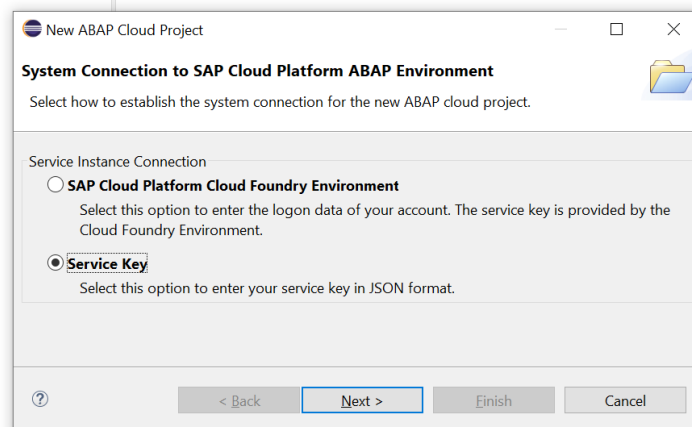 New ABAP Cloud Project
System Connection to SAP Cloud Platform ABAP Environment
Select how to establish the system connection for the new ABAP cloud project.
Service Instance Connection
SAP Cloud Platform Cloud Foundry Environment
Select this option to enter the logon data of your account. The service key is provided by the
Cloud Foundry Environment.
Service Key
Select this option to enter your service key in JSON format.
?
< Back
Next >
Finish
Cancel